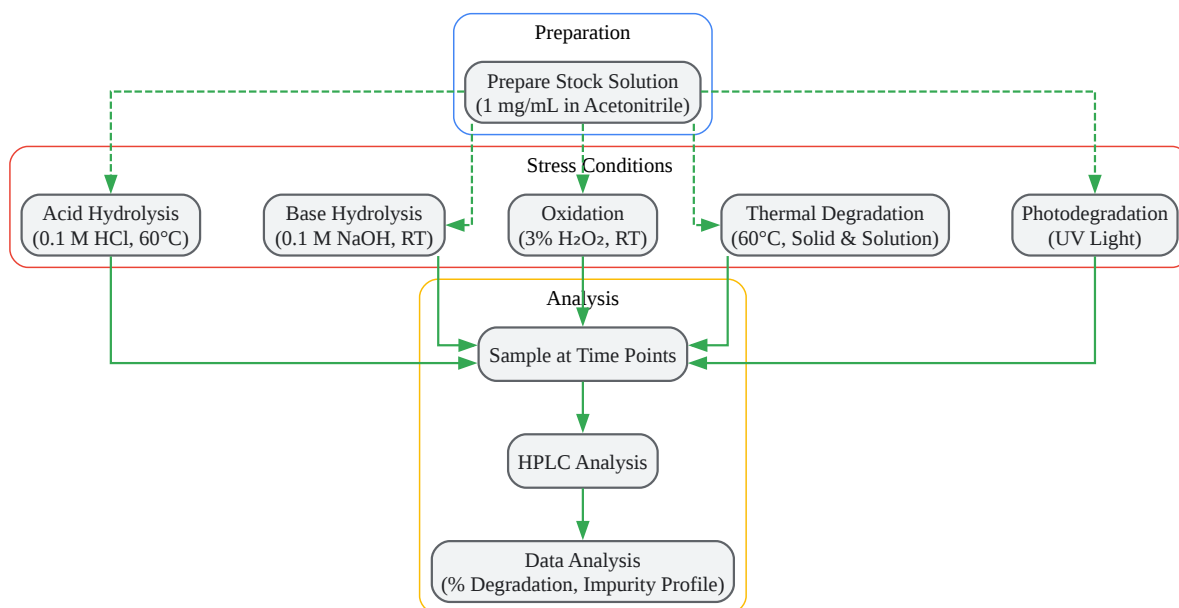 Preparation
Prepare Stock Solution
(1 mg/mL in Acetonitrile)
Stress Conditions
Acid Hydrolysis
(0.1 M HCl, 60°C)
Base Hydrolysis
(0.1 M NaOH, RT)
Oxidation
(3% H₂O₂, RT)
Thermal Degradation
(60°C, Solid & Solution)
Photodegradation
(UV Light)
Analysis
Sample at Time Points
HPLC Analysis
Data Analysis
(% Degradation, Impurity Profile)